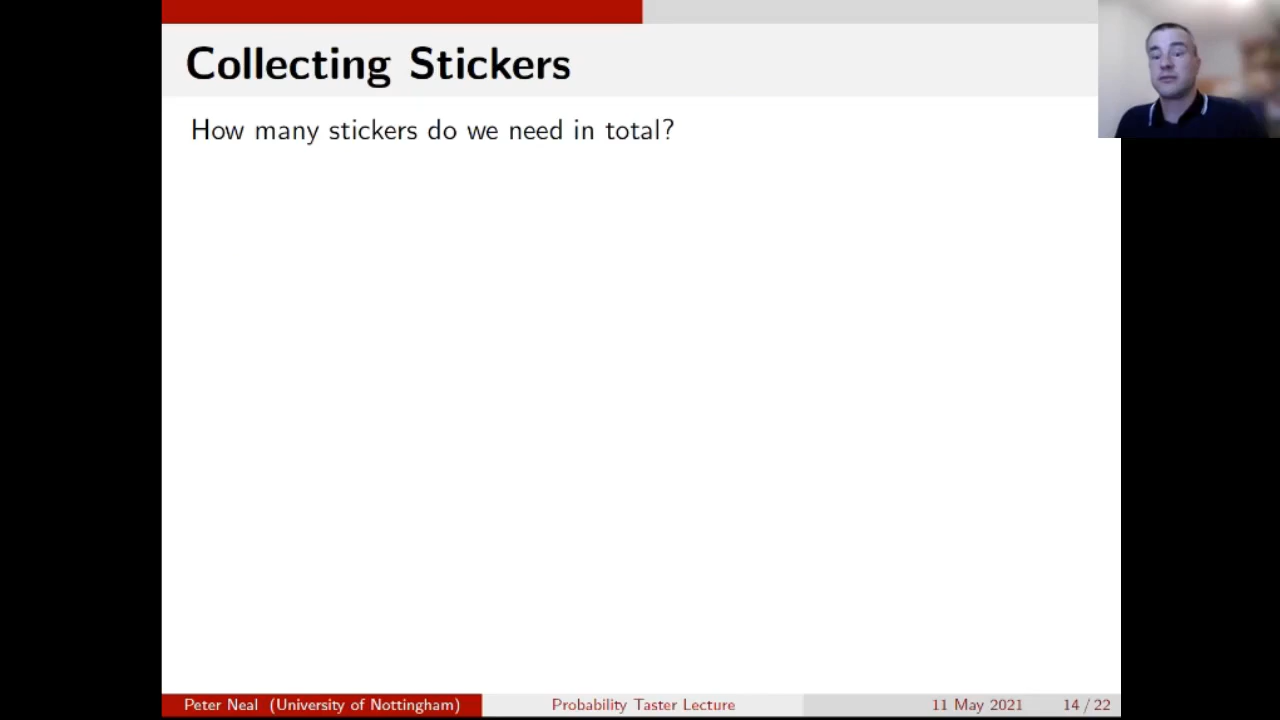 Collecting Stickers
How many stickers do we need in total?
Peter Neal (University of Nottingham)
Probability Taster Lecture
11 May 2021
14 / 22